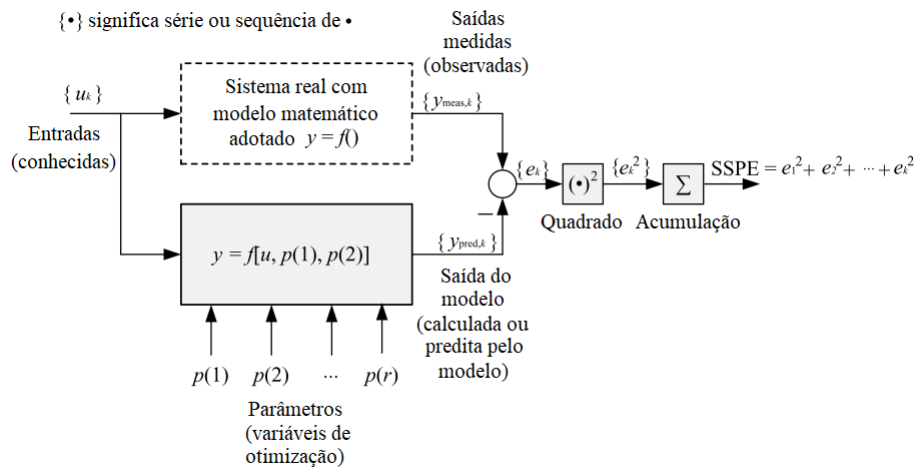 {•} significa série ou sequência de •
Saídas
medidas
(observadas)
{ uₖ }
Entradas
(conhecidas)
Sistema real com
modelo matemático
adotado y = f()
{yₘₑₐₛ,ₖ}
{eₖ}
(•)²
Quadrado
{eₖ²}
Σ
Acumulação
SSPE = e₁² + e₂² + ··· + eₖ²
−
y = f[u, p(1), p(2)]
{ y_pred,k }
Saída do
modelo
(calculada ou
predita pelo
modelo)
p(1) p(2) ... p(r)
Parâmetros
(variáveis de
otimização)